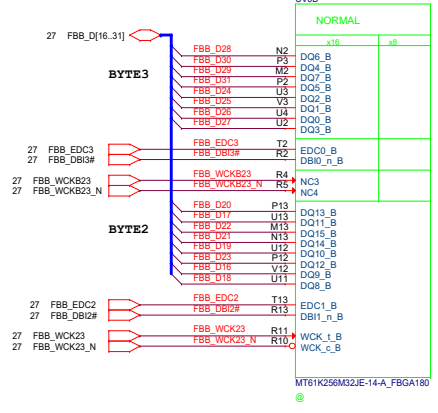 NORMAL
x16 x8
27 FBB_D[16..31]
BYTE3
FBB_D28 N2 DQ6_B
FBB_D30 P3 DQ4_B
FBB_D29 M2 DQ7_B
FBB_D31 P2 DQ5_B
FBB_D24 U3 DQ2_B
FBB_D25 V3 DQ1_B
FBB_D26 U4 DQ0_B
FBB_D27 U2 DQ3_B
27 FBB_EDC3 FBB_EDC3 T2 EDC0_B
27 FBB_DBI3# FBB_DBI3# R2 DBI0_n_B
27 FBB_WCKB23 FBB_WCKB23 R4 NC3
27 FBB_WCKB23_N FBB_WCKB23_N R5 NC4
BYTE2
FBB_D20 P13 DQ13_B
FBB_D17 U13 DQ11_B
FBB_D22 M13 DQ15_B
FBB_D21 N13 DQ14_B
FBB_D19 U12 DQ10_B
FBB_D23 P12 DQ12_B
FBB_D16 V12 DQ9_B
FBB_D18 U11 DQ8_B
27 FBB_EDC2 FBB_EDC2 T13 EDC1_B
27 FBB_DBI2# FBB_DBI2# R13 DBI1_n_B
27 FBB_WCK23 FBB_WCK23 R11 WCK_t_B
27 FBB_WCK23_N FBB_WCK23_N R10 WCK_c_B
MT61K256M32JE-14-A_FBGA180
@